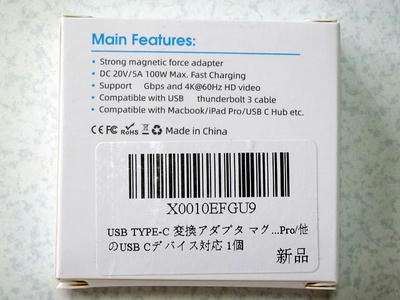 Main Features:
• Strong magnetic force adapter
• DC 20V/5A 100W Max. Fast Charging
• Support Gbps and 4K@60Hz HD video
• Compatible with USB thunderbolt 3 cable
• Compatible with Macbook/iPad Pro/USB C Hub etc.
CE FC RoHS Made in China
X0010EFGU9
USB TYPE-C 変換アダプタ マグ...Pro/他
のUSB Cデバイス対応 1個
新品